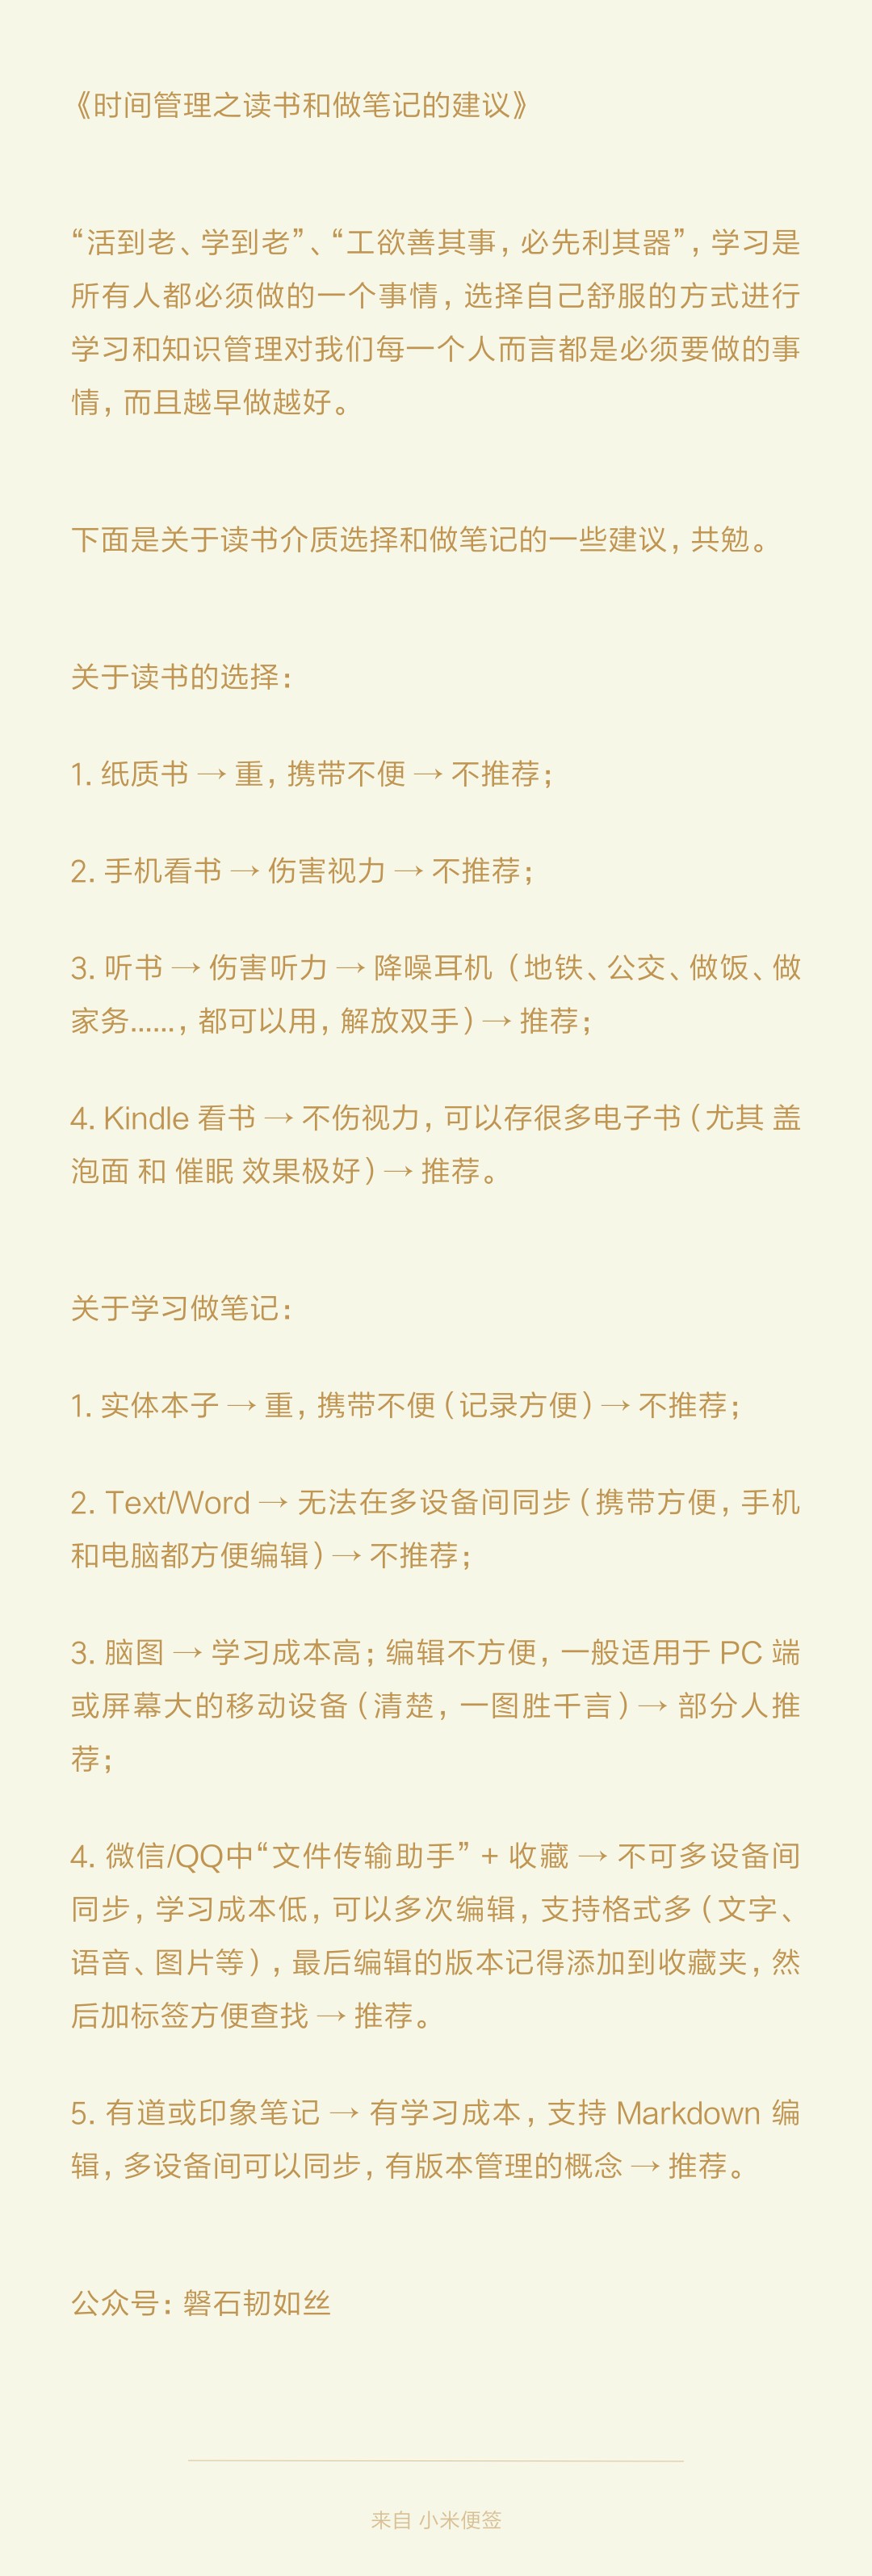 《时间管理之读书和做笔记的建议》
“活到老、学到老”、“工欲善其事，必先利其器”，学习是
所有人都必须做的一个事情，选择自己舒服的方式进行
学习和知识管理对我们每一个人而言都是必须要做的事
情，而且越早做越好。
下面是关于读书介质选择和做笔记的一些建议，共勉。
关于读书的选择：
1. 纸质书 → 重，携带不便 → 不推荐；
2. 手机看书 → 伤害视力 → 不推荐；
3. 听书 → 伤害听力 → 降噪耳机（地铁、公交、做饭、做
家务......，都可以用，解放双手）→ 推荐；
4. Kindle 看书 → 不伤视力，可以存很多电子书（尤其 盖
泡面 和 催眠 效果极好）→ 推荐。
关于学习做笔记：
1. 实体本子 → 重，携带不便（记录方便）→ 不推荐；
2. Text/Word → 无法在多设备间同步（携带方便，手机
和电脑都方便编辑）→ 不推荐；
3. 脑图 → 学习成本高；编辑不方便，一般适用于 PC 端
或屏幕大的移动设备（清楚，一图胜千言）→ 部分人推
荐；
4. 微信/QQ中“文件传输助手” + 收藏 → 不可多设备间
同步，学习成本低，可以多次编辑，支持格式多（文字、
语音、图片等），最后编辑的版本记得添加到收藏夹，然
后加标签方便查找 → 推荐。
5. 有道或印象笔记 → 有学习成本，支持 Markdown 编
辑，多设备间可以同步，有版本管理的概念 → 推荐。
公众号：磐石韧如丝
来自 小米便签